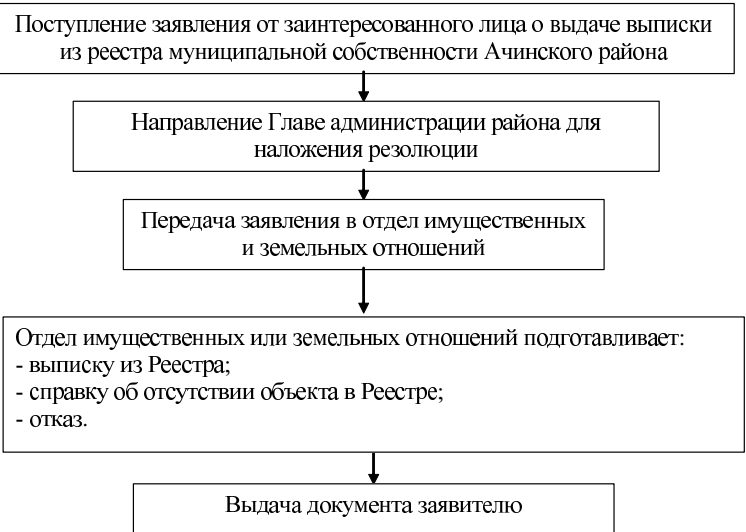 Поступление заявления от заинтересованного лица о выдаче выписки
из реестра муниципальной собственности Ачинского района
Направление Главе администрации района для
наложения резолюции
Передача заявления в отдел имущественных
и земельных отношений
Отдел имущественных или земельных отношений подготавливает:
- выписку из Реестра;
- справку об отсутствии объекта в Реестре;
- отказ.
Выдача документа заявителю